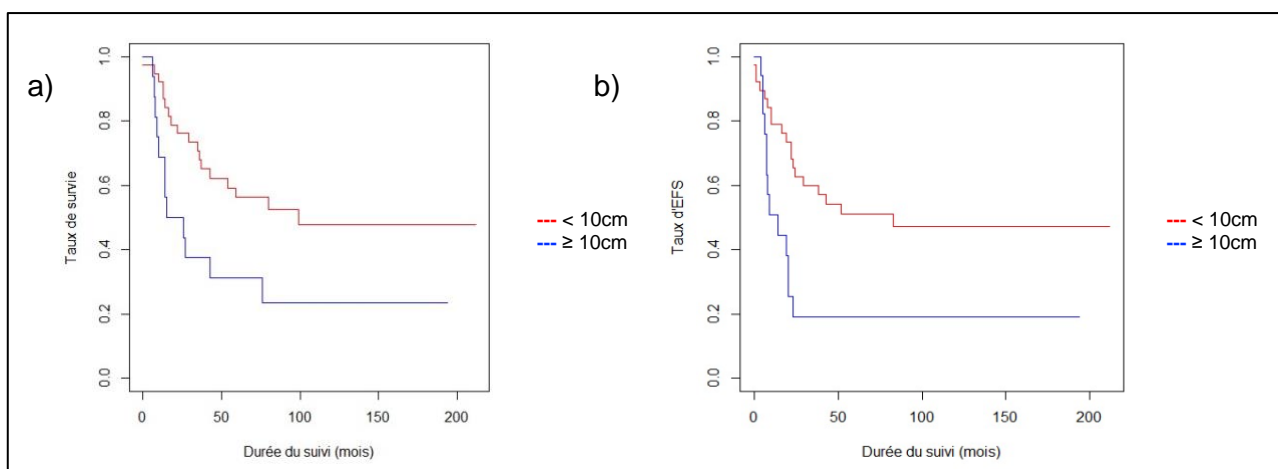 a)
Taux de survie
1.0
0.8
0.6
0.4
0.2
0.0
0 50 100 150 200
Durée du suivi (mois)
< 10cm
≥ 10cm
b)
Taux d'EFS
1.0
0.8
0.6
0.4
0.2
0.0
0 50 100 150 200
Durée du suivi (mois)
< 10cm
≥ 10cm